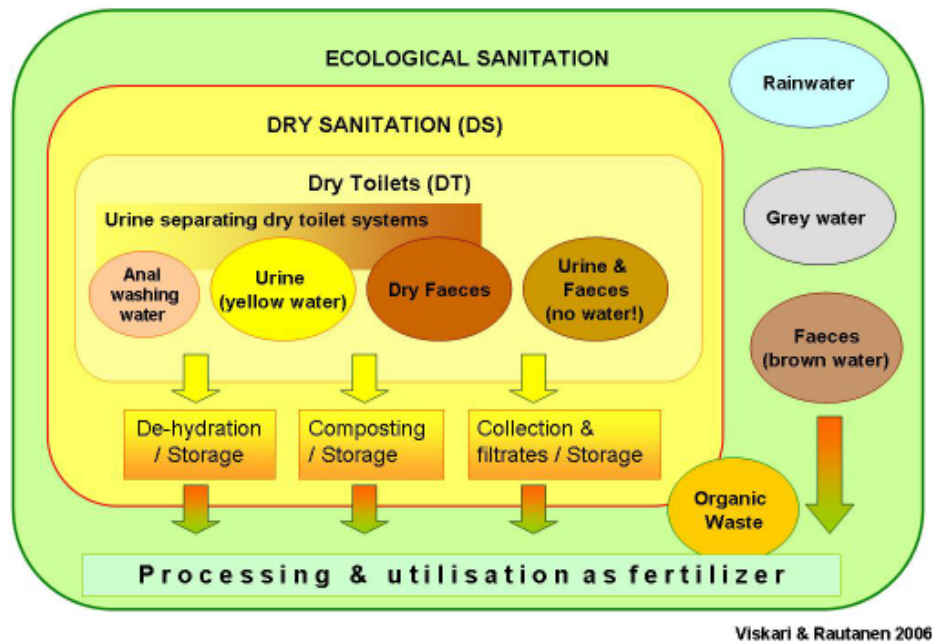 ECOLOGICAL SANITATION
Rainwater
DRY SANITATION (DS)
Dry Toilets (DT)
Urine separating dry toilet systems
Grey water
Anal
washing
water
Urine
(yellow water)
Dry Faeces
Urine &
Faeces
(no water!)
Faeces
(brown water)
De-hydration
/ Storage
Composting
/ Storage
Collection &
filtrates / Storage
Organic
Waste
Processing & utilisation as fertilizer
Viskari & Rautanen 2006